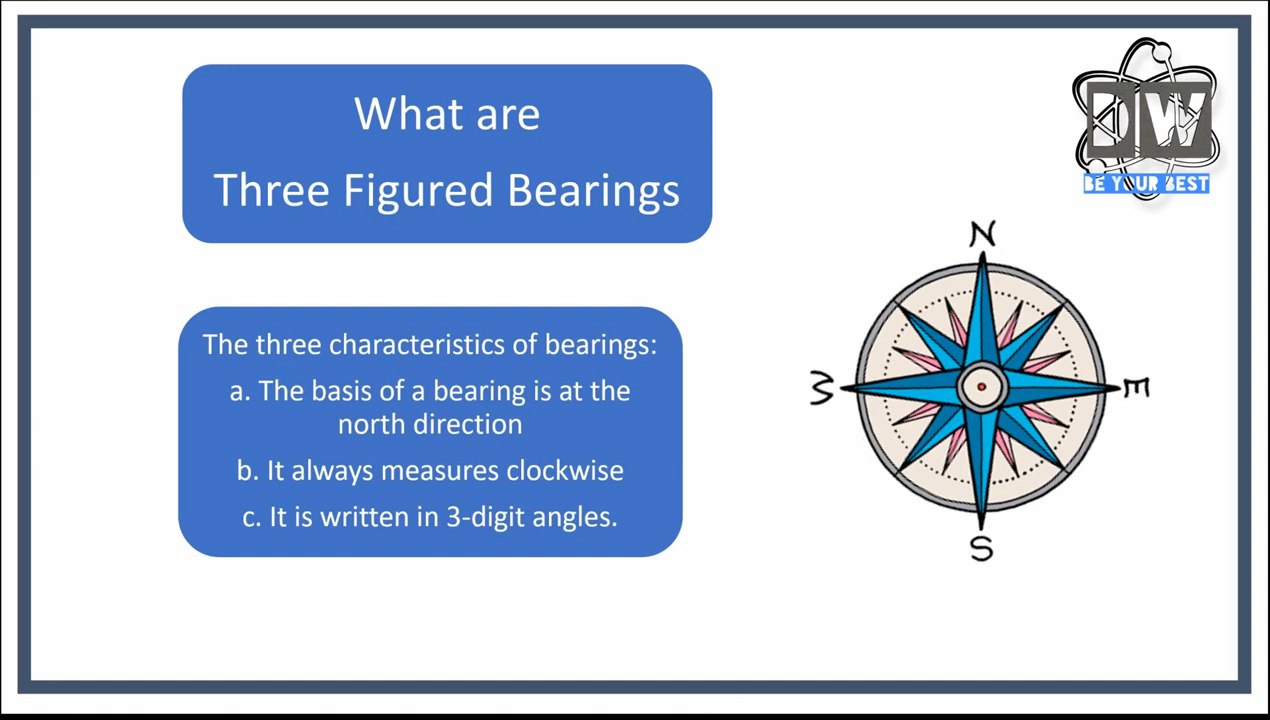 What are
Three Figured Bearings
DW
BE YOUR BEST
N
The three characteristics of bearings:
a. The basis of a bearing is at the
north direction
b. It always measures clockwise
c. It is written in 3-digit angles.
W
E
S